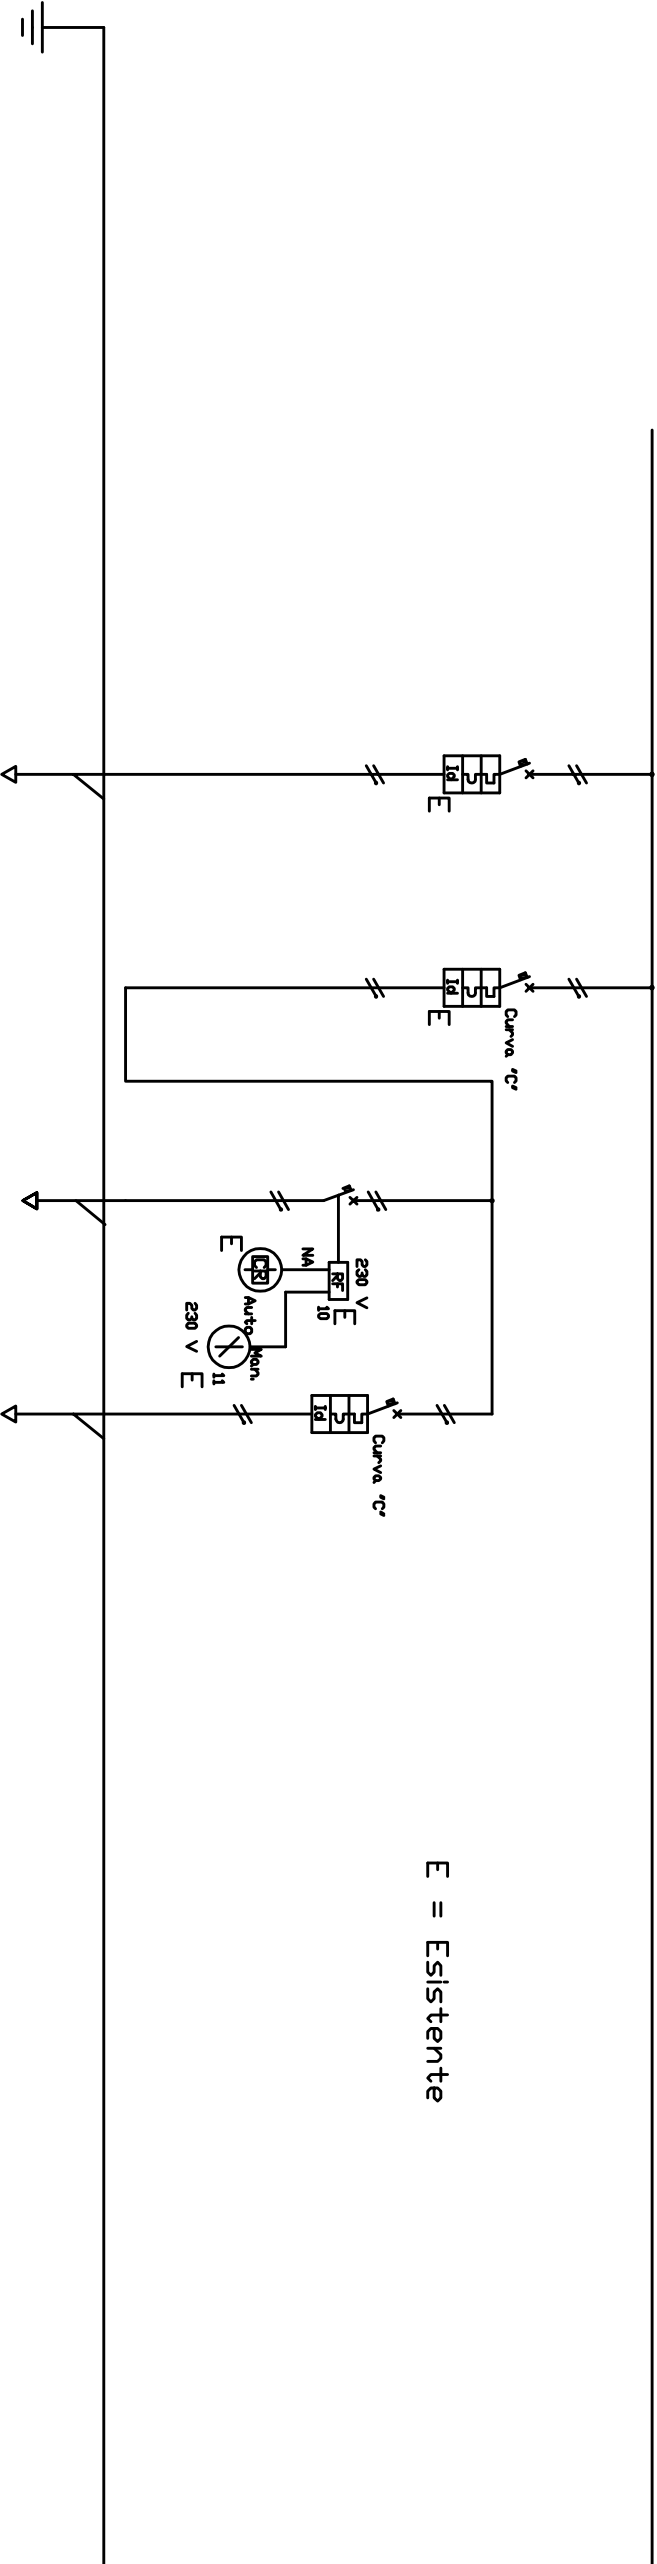 Id
E
Id
E
Curva "C"
230 V
RF
E
10
NA
CR
E
Auto
Man.
230 V
11
E
Id
Curva "C"
E = Esistente